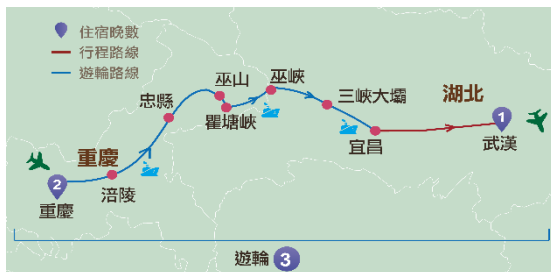 住宿晚數
行程路線
遊輪路線
巫山
巫峽
忠縣
瞿塘峽
三峽大壩
湖北
1
武漢
宜昌
重慶
2
重慶
涪陵
遊輪 3